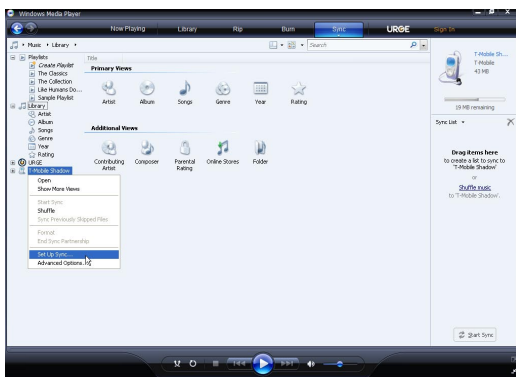 Windows Media Player
Now Playing Library Rip Burn Sync URGE Sign In
Music Library Search
Playlists
Create Playlist
The Classics
The Collection
Like Humans Do...
Sample Playlist
Library
Artist
Album
Songs
Genre
Year
Rating
URGE
T-Mobile Shadow
Open
Show More Views
Start Sync
Shuffle
Sync Previously Skipped Files
Format
End Sync Partnership
Set Up Sync...
Advanced Options...
Title
Primary Views
Artist Album Songs Genre Year Rating
Additional Views
Contributing Artist Composer Parental Rating Online Stores Folder
T-Mobile Sh...
T-Mobile
43 MB
19 MB remaining
Sync List
Drag items here
to create a list to sync to
'T-Mobile Shadow'
or
Shuffle music
to 'T-Mobile Shadow'.
Start Sync